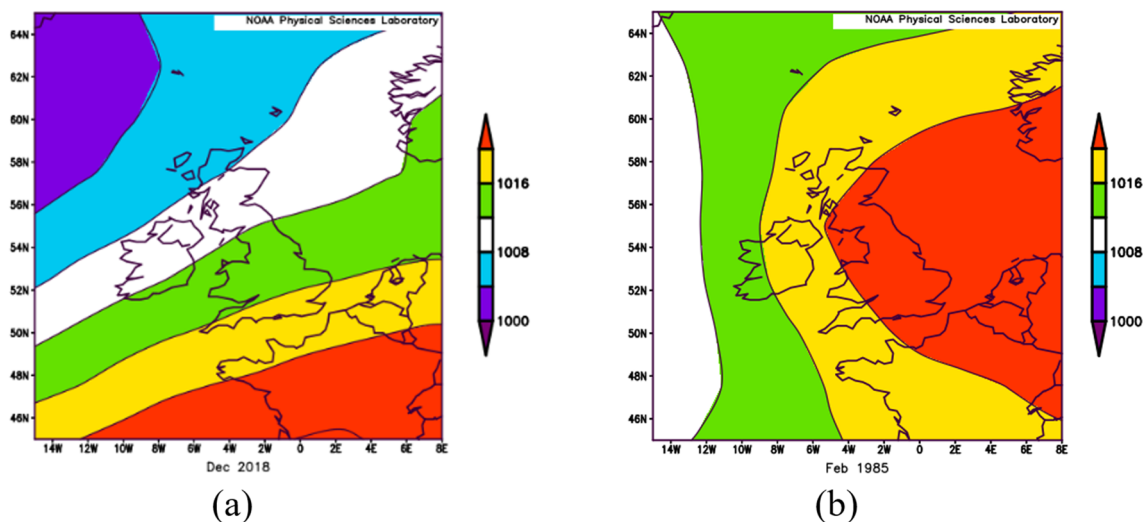 NOAA Physical Sciences Laboratory
64N
62N
60N
58N
56N
54N
52N
50N
48N
46N
14W 12W 10W 8W 6W 4W 2W 0 2E 4E 6E 8E
Dec 2018
1016
1008
1000
(a)
NOAA Physical Sciences Laboratory
64N
62N
60N
58N
56N
54N
52N
50N
48N
46N
14W 12W 10W 8W 6W 4W 2W 0 2E 4E 6E 8E
Feb 1985
1016
1008
1000
(b)